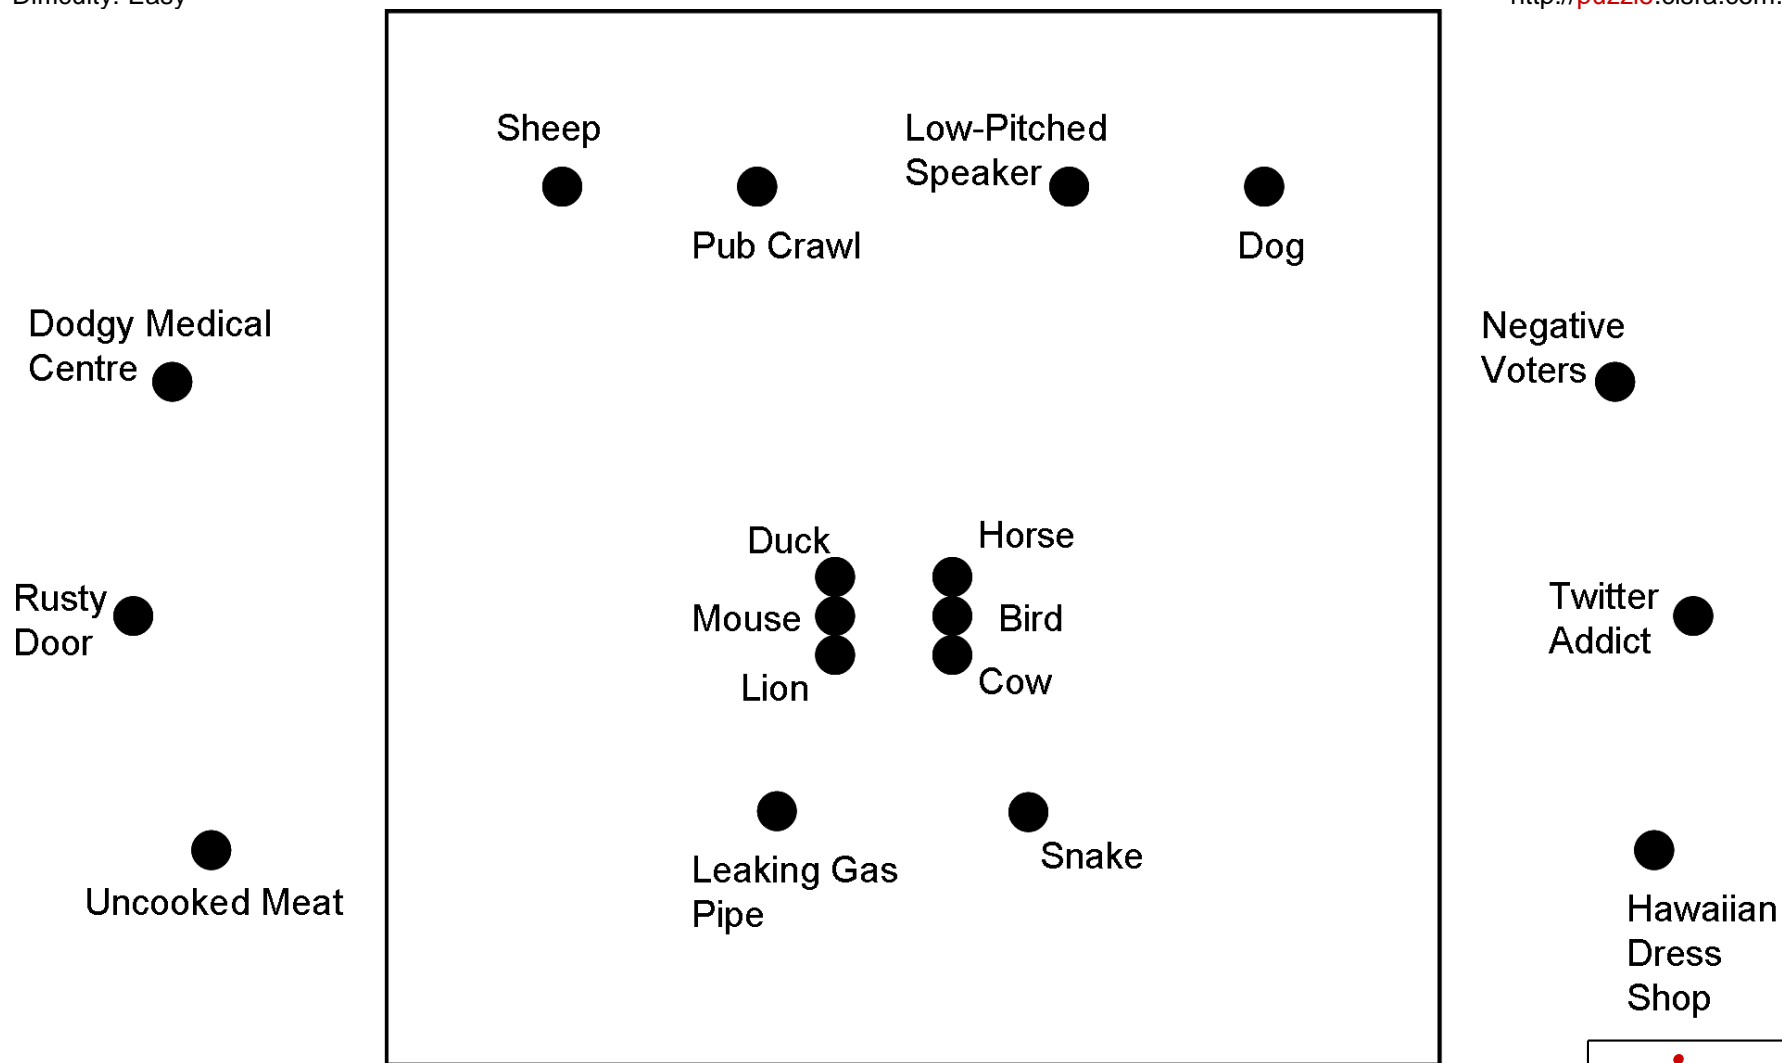 Sheep
Low-Pitched
Speaker
Pub Crawl
Dog
Dodgy Medical
Centre
Negative
Voters
Duck
Horse
Rusty
Door
Mouse
Bird
Twitter
Addict
Lion
Cow
Leaking Gas
Pipe
Snake
Uncooked Meat
Hawaiian
Dress
Shop